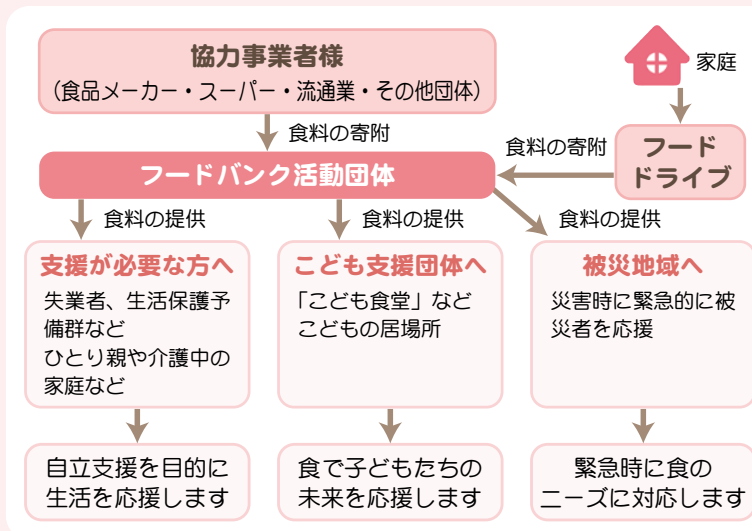 協力事業者様
（食品メーカー・スーパー・流通業・その他団体）
家庭
食料の寄附
食料の寄附
フード
ドライブ
フードバンク活動団体
食料の提供
食料の提供
食料の提供
支援が必要な方へ
失業者、生活保護予
備群など
ひとり親や介護中の
家庭など
こども支援団体へ
「こども食堂」など
こどもの居場所
被災地域へ
災害時に緊急的に被
災者を応援
自立支援を目的に
生活を応援します
食で子どもたちの
未来を応援します
緊急時に食の
ニーズに対応します